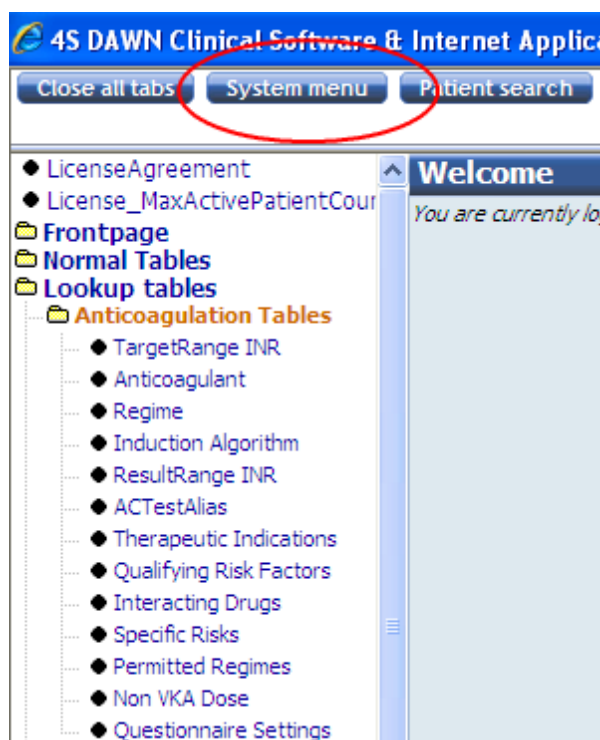 4S DAWN Clinical Software & Internet Applic
Close all tabs System menu Patient search
LicenseAgreement
License_MaxActivePatientCour
Frontpage
Normal Tables
Lookup tables
Anticoagulation Tables
TargetRange INR
Anticoagulant
Regime
Induction Algorithm
ResultRange INR
ACTestAlias
Therapeutic Indications
Qualifying Risk Factors
Interacting Drugs
Specific Risks
Permitted Regimes
Non VKA Dose
Questionnaire Settings
Welcome
You are currently lo